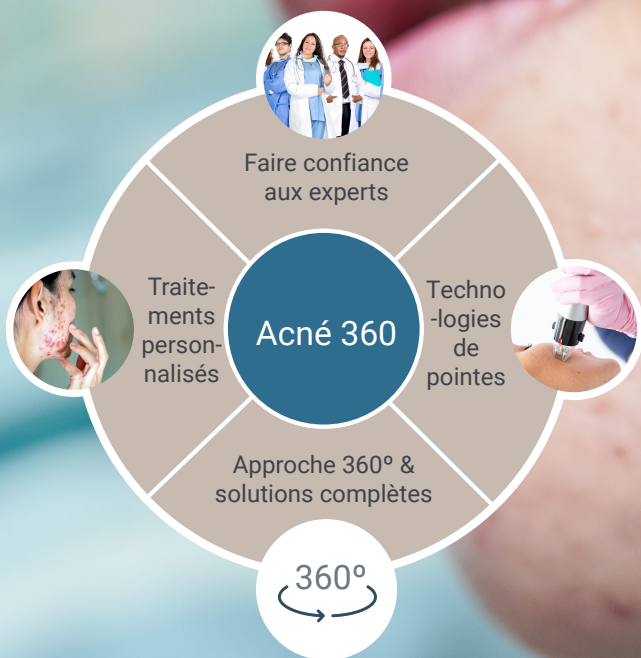 Faire confiance
aux experts
Traite-
ments
person-
nalisés
Acné 360
Techno
-logies
de
pointes
Approche 360º &
solutions complètes
360º